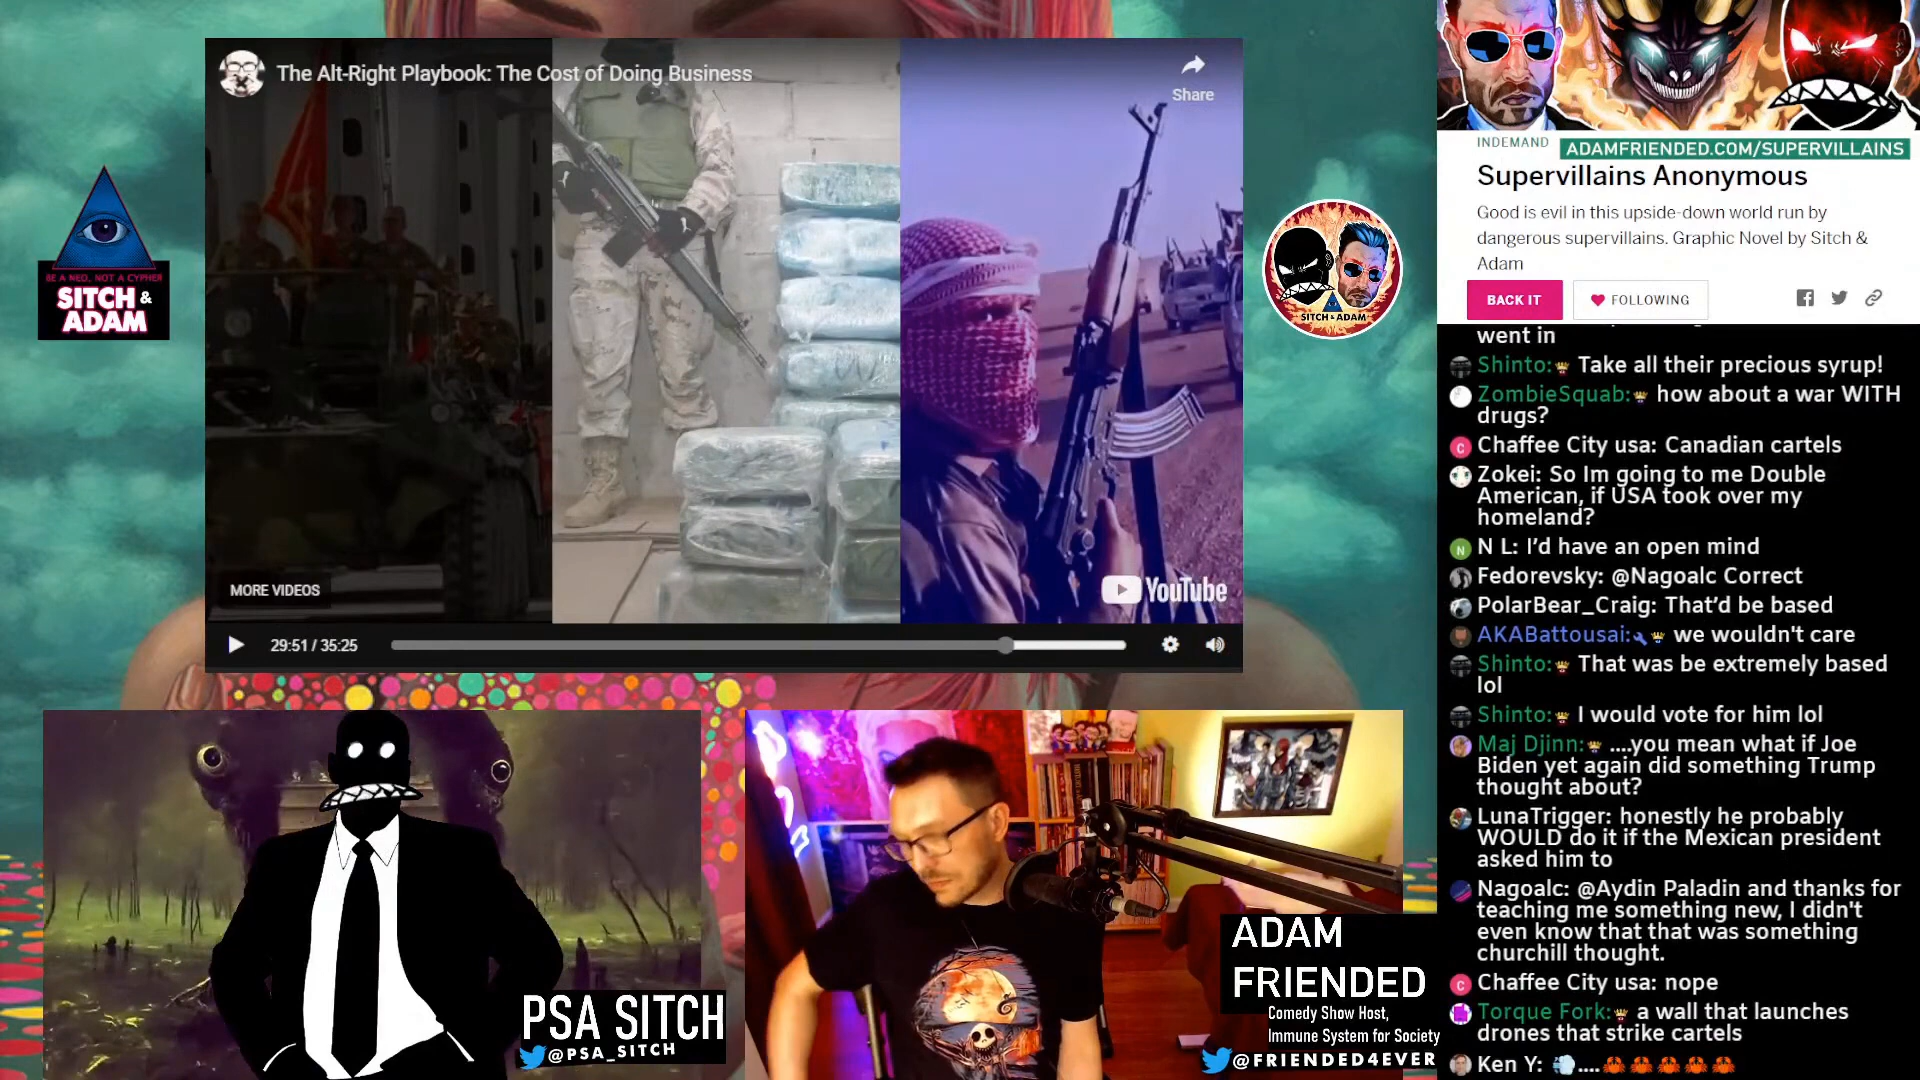 The Alt-Right Playbook: The Cost of Doing Business
Share
MORE VIDEOS
YouTube
29:51 / 35:25
BE A NEO, NOT A CYPHER
SITCH &
ADAM
SITCH & ADAM
INDEMAND
ADAMFRIENDED.COM/SUPERVILLAINS
Supervillains Anonymous
Good is evil in this upside-down world run by
dangerous supervillains. Graphic Novel by Sitch &
Adam
BACK IT
FOLLOWING
went in
Shinto: Take all their precious syrup!
ZombieSquab: how about a war WITH
drugs?
Chaffee City usa: Canadian cartels
Zokei: So Im going to me Double
American, if USA took over my
homeland?
N L: I’d have an open mind
Fedorevsky: @Nagoalc Correct
PolarBear_Craig: That’d be based
AKABattousai: we wouldn't care
Shinto: That was be extremely based
lol
Shinto: I would vote for him lol
Maj Djinn: ....you mean what if Joe
Biden yet again did something Trump
thought about?
LunaTrigger: honestly he probably
WOULD do it if the Mexican president
asked him to
Nagoalc: @Aydin Paladin and thanks for
teaching me something new, I didn't
even know that that was something
churchill thought.
Chaffee City usa: nope
Torque Fork: a wall that launches
drones that strike cartels
Ken Y: 💨....🦀🦀🦀🦀🦀
PSA SITCH
@PSA_SITCH
ADAM
FRIENDED
Comedy Show Host,
Immune System for Society
@FRIENDED4EVER